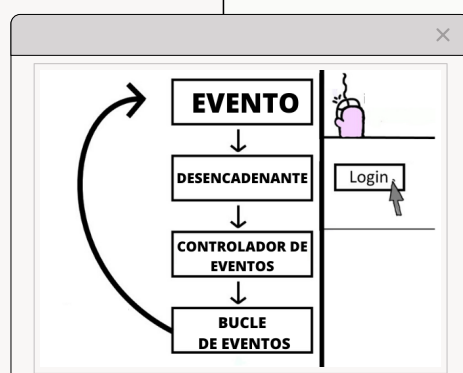 EVENTO
DESENCADENANTE
CONTROLADOR DE
EVENTOS
BUCLE
DE EVENTOS
Login